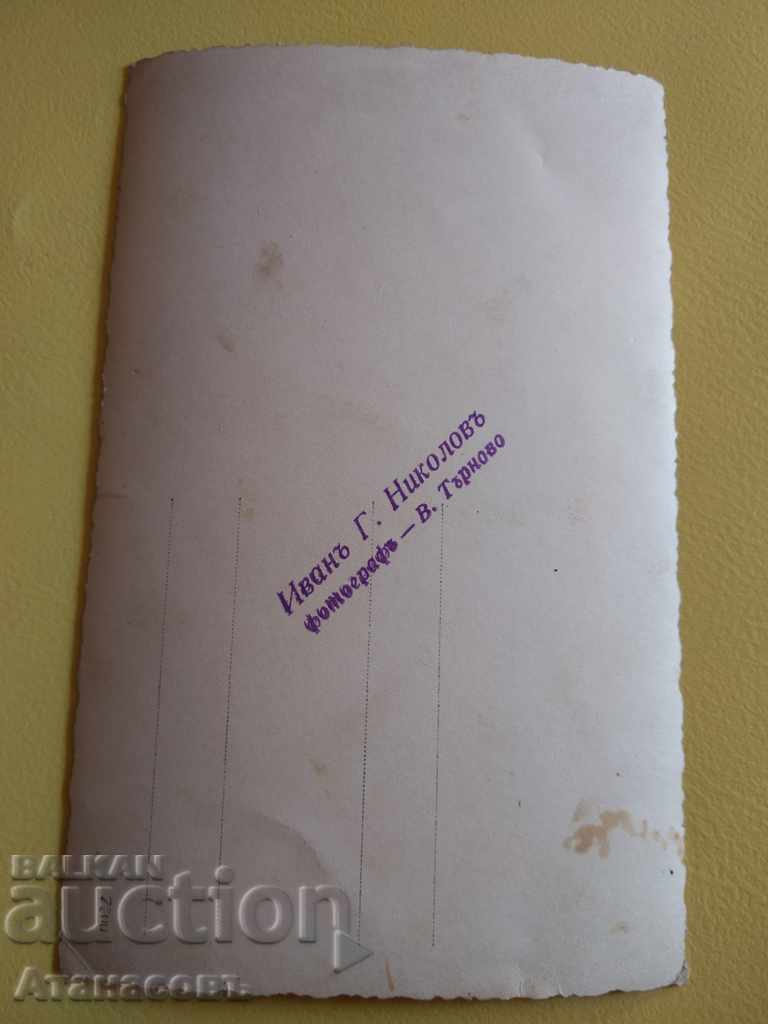 Иванъ Г. Николовъ
фотографъ — В. Търново
BALKAN
auction
Атанасовъ